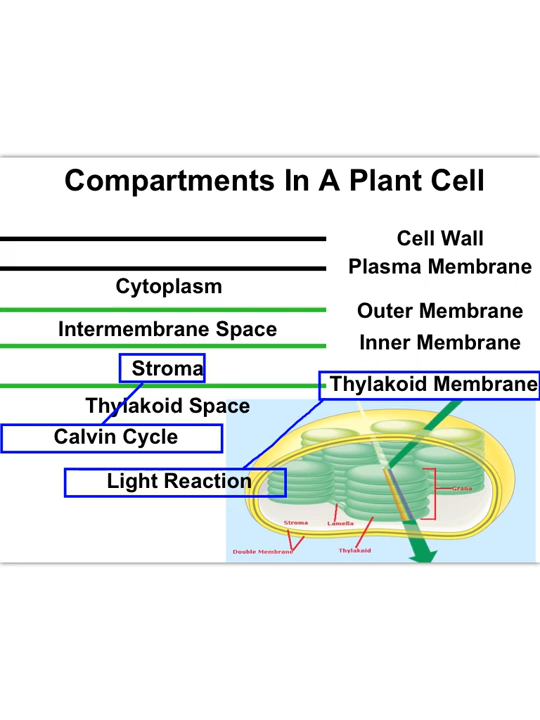 Compartments In A Plant Cell
Cell Wall
Plasma Membrane
Cytoplasm
Outer Membrane
Intermembrane Space
Inner Membrane
Stroma
Thylakoid Membrane
Thylakoid Space
Calvin Cycle
Light Reaction
Grana
Stroma
Lamella
Double Membrane
Thylakoid